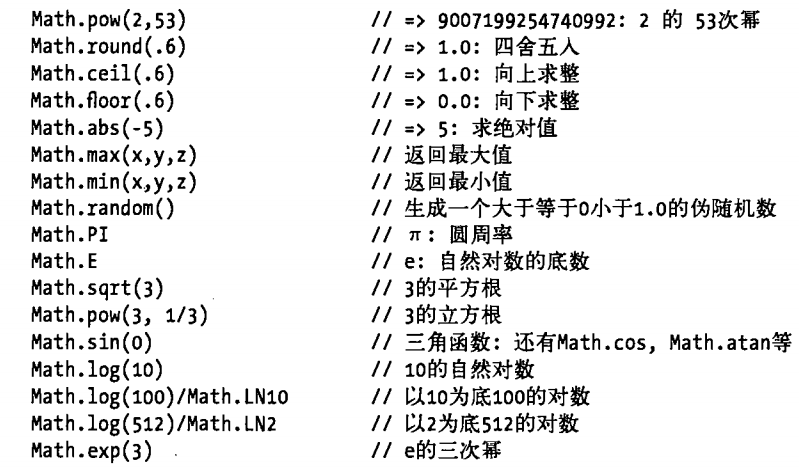 Math.pow(2,53) // => 9007199254740992: 2 的 53次幂
Math.round(.6) // => 1.0: 四舍五入
Math.ceil(.6) // => 1.0: 向上求整
Math.floor(.6) // => 0.0: 向下求整
Math.abs(-5) // => 5: 求绝对值
Math.max(x,y,z) // 返回最大值
Math.min(x,y,z) // 返回最小值
Math.random() // 生成一个大于等于0小于1.0的伪随机数
Math.PI // π: 圆周率
Math.E // e: 自然对数的底数
Math.sqrt(3) // 3的平方根
Math.pow(3, 1/3) // 3的立方根
Math.sin(0) // 三角函数: 还有Math.cos, Math.atan等
Math.log(10) // 10的自然对数
Math.log(100)/Math.LN10 // 以10为底100的对数
Math.log(512)/Math.LN2 // 以2为底512的对数
Math.exp(3) // e的三次幂